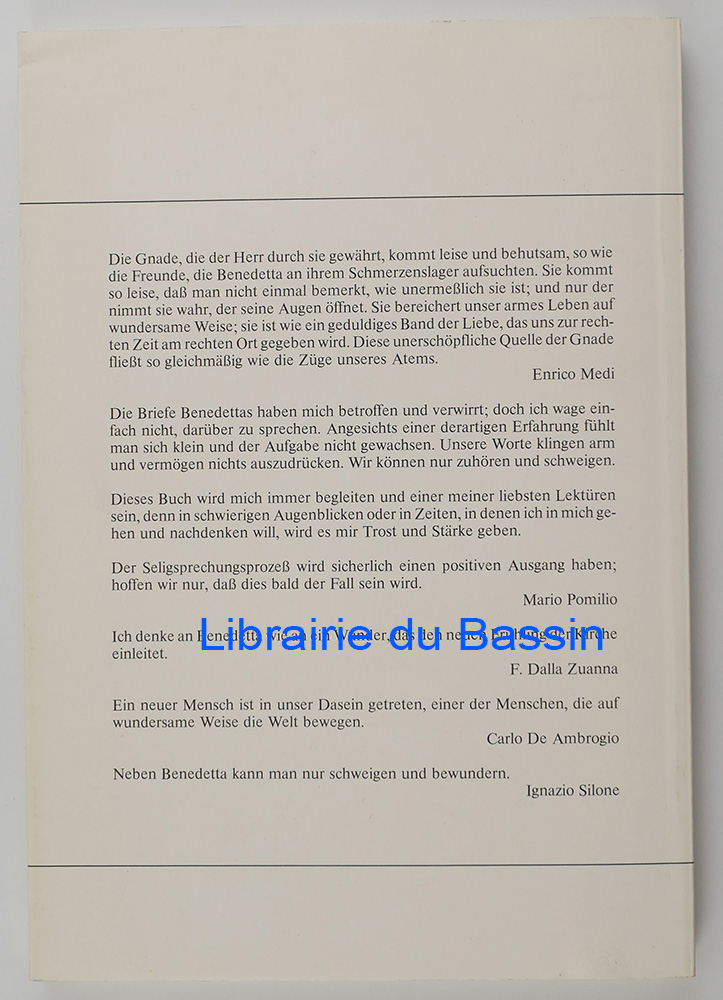 Die Gnade, die der Herr durch sie gewährt, kommt leise und behutsam, so wie
die Freunde, die Benedetta an ihrem Schmerzenslager aufsuchten. Sie kommt
so leise, daß man nicht einmal bemerkt, wie unermeßlich sie ist; und nur der
nimmt sie wahr, der seine Augen öffnet. Sie bereichert unser armes Leben auf
wundersame Weise; sie ist wie ein geduldiges Band der Liebe, das uns zur rech-
ten Zeit am rechten Ort gegeben wird. Diese unerschöpfliche Quelle der Gnade
fließt so gleichmäßig wie die Züge unseres Atems.
Enrico Medi
Die Briefe Benedettas haben mich betroffen und verwirrt; doch ich wage ein-
fach nicht, darüber zu sprechen. Angesichts einer derartigen Erfahrung fühlt
man sich klein und der Aufgabe nicht gewachsen. Unsere Worte klingen arm
und vermögen nichts auszudrücken. Wir können nur zuhören und schweigen.
Dieses Buch wird mich immer begleiten und einer meiner liebsten Lektüren
sein, denn in schwierigen Augenblicken oder in Zeiten, in denen ich in mich ge-
hen und nachdenken will, wird es mir Trost und Stärke geben.
Der Seligsprechungsprozeß wird sicherlich einen positiven Ausgang haben;
hoffen wir nur, daß dies bald der Fall sein wird.
Mario Pomilio
Ich denke an Benedetta wie an ein Wunder, das den neuen Frühling der Kirche
einleitet.
Librairie du Bassin
F. Dalla Zuanna
Ein neuer Mensch ist in unser Dasein getreten, einer der Menschen, die auf
wundersame Weise die Welt bewegen.
Carlo De Ambrogio
Neben Benedetta kann man nur schweigen und bewundern.
Ignazio Silone